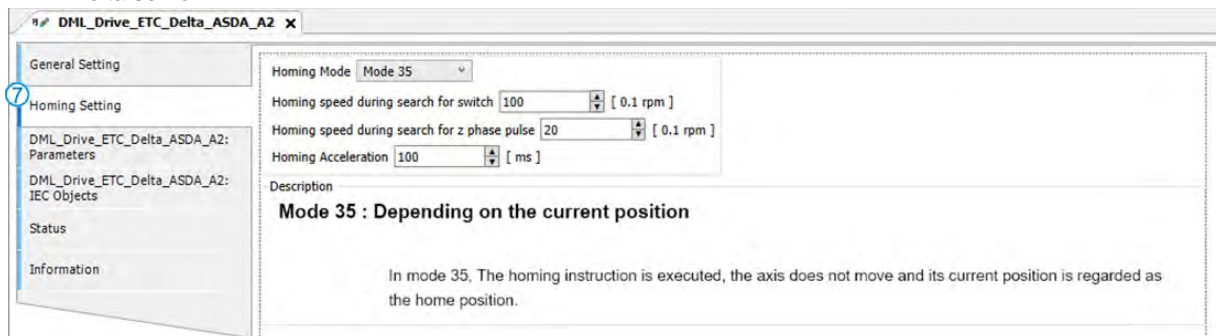 DML_Drive_ETC_Delta_ASDA_A2 X
General Setting
7
Homing Setting
DML_Drive_ETC_Delta_ASDA_A2:
Parameters
DML_Drive_ETC_Delta_ASDA_A2:
IEC Objects
Status
Information
Homing Mode Mode 35
Homing speed during search for switch 100 [ 0.1 rpm ]
Homing speed during search for z phase pulse 20 [ 0.1 rpm ]
Homing Acceleration 100 [ ms ]
Description
Mode 35 : Depending on the current position
In mode 35, The homing instruction is executed, the axis does not move and its current position is regarded as
the home position.